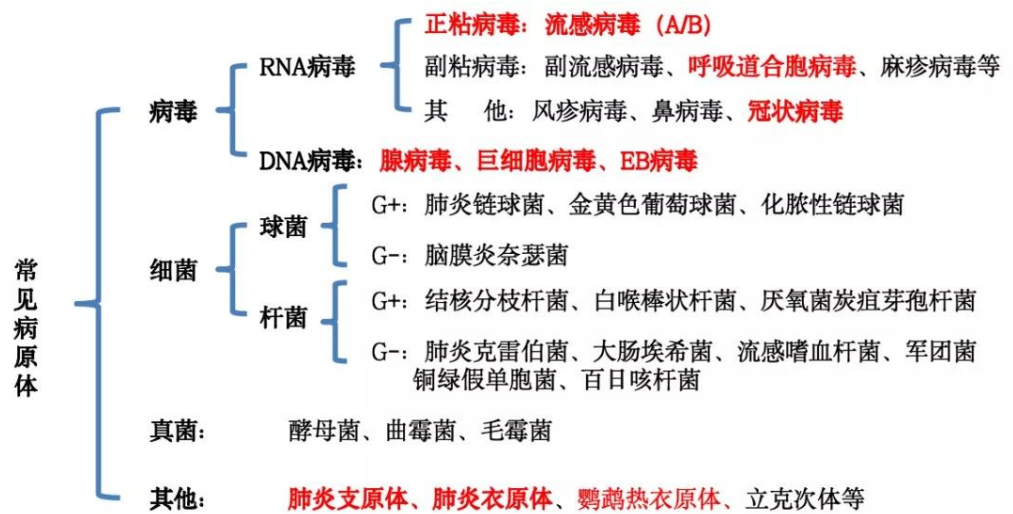 常见病原体
病毒
RNA病毒
正粘病毒：流感病毒（A/B）
副粘病毒：副流感病毒、呼吸道合胞病毒、麻疹病毒等
其 他：风疹病毒、鼻病毒、冠状病毒
DNA病毒：腺病毒、巨细胞病毒、EB病毒
细菌
球菌
G+：肺炎链球菌、金黄色葡萄球菌、化脓性链球菌
G-：脑膜炎奈瑟菌
杆菌
G+：结核分枝杆菌、白喉棒状杆菌、厌氧菌炭疽芽孢杆菌
G-：肺炎克雷伯菌、大肠埃希菌、流感嗜血杆菌、军团菌
铜绿假单胞菌、百日咳杆菌
真菌： 酵母菌、曲霉菌、毛霉菌
其他： 肺炎支原体、肺炎衣原体、鹦鹉热衣原体、立克次体等